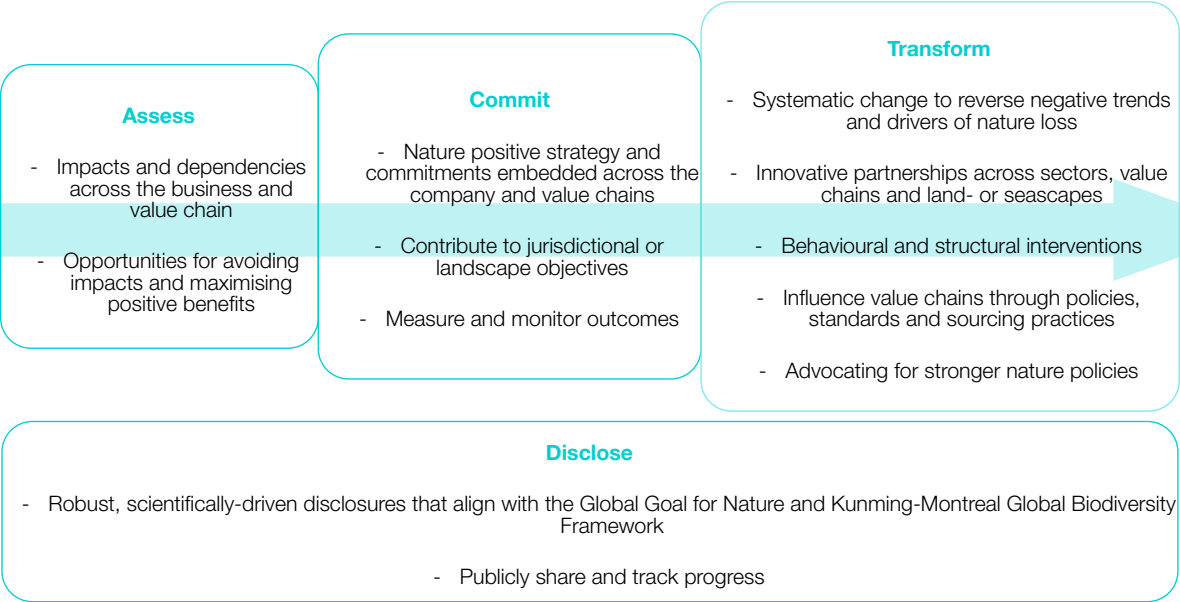 Assess
- Impacts and dependencies
across the business and
value chain
- Opportunities for avoiding
impacts and maximising
positive benefits
Commit
- Nature positive strategy and
commitments embedded across the
company and value chains
- Contribute to jurisdictional or
landscape objectives
- Measure and monitor outcomes
Transform
- Systematic change to reverse negative trends
and drivers of nature loss
- Innovative partnerships across sectors, value
chains and land- or seascapes
- Behavioural and structural interventions
- Influence value chains through policies,
standards and sourcing practices
- Advocating for stronger nature policies
Disclose
- Robust, scientifically-driven disclosures that align with the Global Goal for Nature and Kunming-Montreal Global Biodiversity
Framework
- Publicly share and track progress